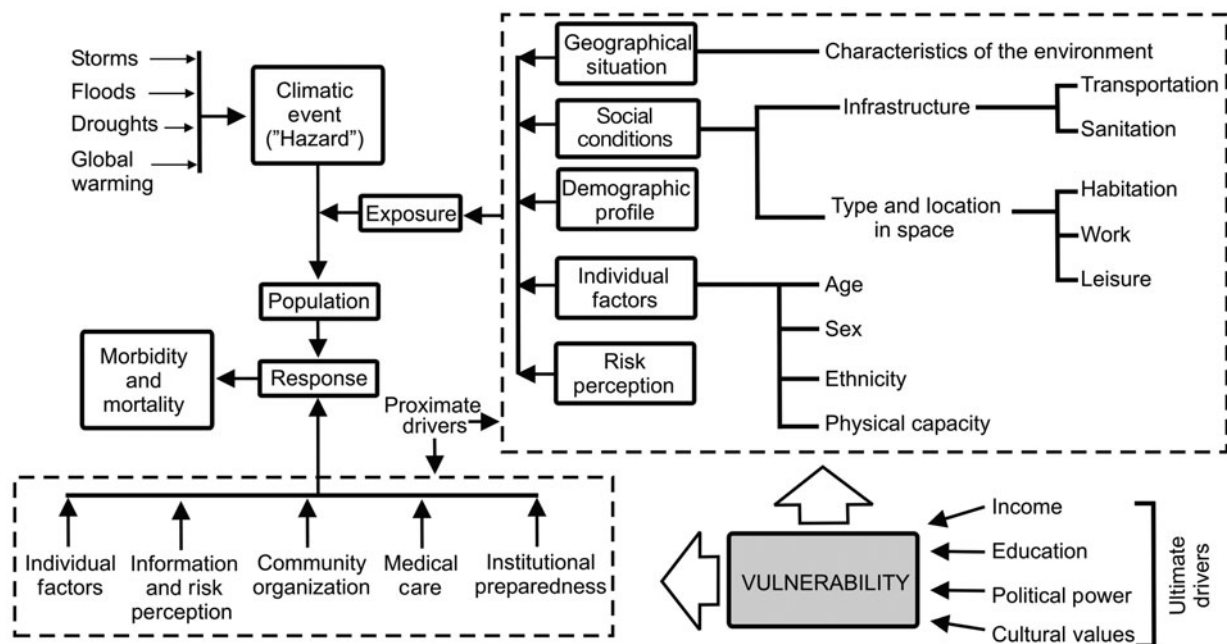 Storms
Floods
Droughts
Global
warming
Climatic
event
("Hazard")
Exposure
Population
Response
Morbidity
and
mortality
Proximate
drivers
Geographical
situation
Social
conditions
Demographic
profile
Individual
factors
Risk
perception
Characteristics of the environment
Infrastructure
Transportation
Sanitation
Type and location
in space
Habitation
Work
Leisure
Age
Sex
Ethnicity
Physical capacity
Individual
factors
Information
and risk
perception
Community
organization
Medical
care
Institutional
preparedness
VULNERABILITY
Income
Education
Political power
Cultural values
Ultimate
drivers